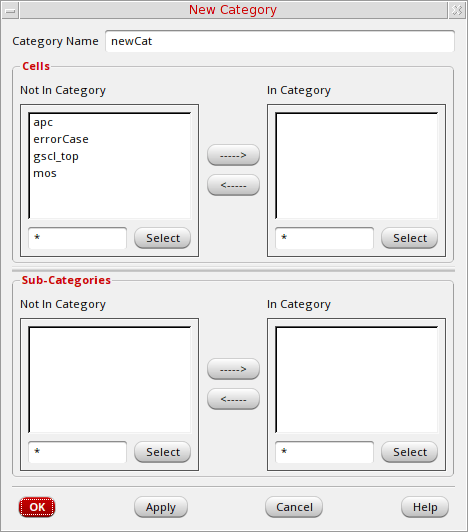 New Category
Category Name newCat
Cells
Not In Category In Category
apc
errorCase
gscl_top
mos
----->
<-----
* Select * Select
Sub-Categories
Not In Category In Category
----->
<-----
* Select * Select
OK Apply Cancel Help